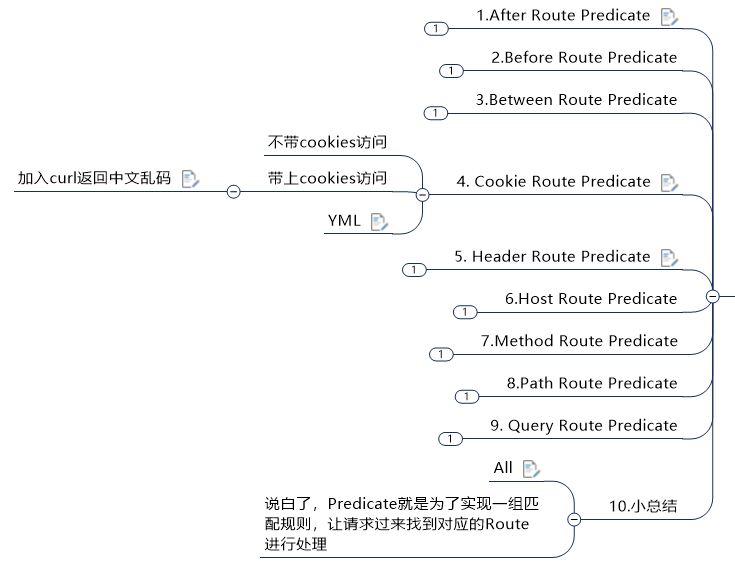 1.After Route Predicate
1
2.Before Route Predicate
1
3.Between Route Predicate
1
不带cookies访问
加入curl返回中文乱码
带上cookies访问
4. Cookie Route Predicate
YML
5. Header Route Predicate
1
6.Host Route Predicate
1
7.Method Route Predicate
1
8.Path Route Predicate
1
9. Query Route Predicate
1
All
说白了，Predicate就是为了实现一组匹
配规则，让请求过来找到对应的Route
进行处理
10.小总结